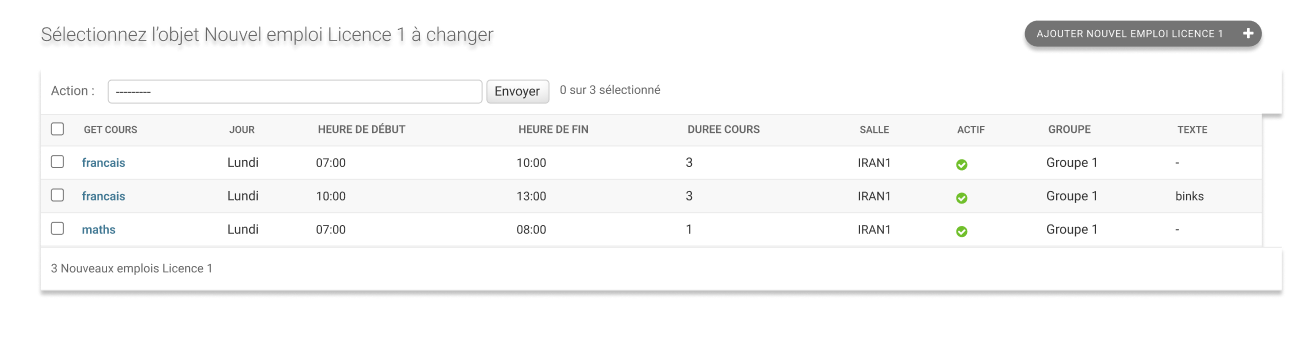 Sélectionnez l'objet Nouvel emploi Licence 1 à changer
AJOUTER NOUVEL EMPLOI LICENCE 1 +
Action : --------- Envoyer 0 sur 3 sélectionné
GET COURS JOUR HEURE DE DÉBUT HEURE DE FIN DUREE COURS SALLE ACTIF GROUPE TEXTE
francais Lundi 07:00 10:00 3 IRAN1 Groupe 1 -
francais Lundi 10:00 13:00 3 IRAN1 Groupe 1 binks
maths Lundi 07:00 08:00 1 IRAN1 Groupe 1 -
3 Nouveaux emplois Licence 1